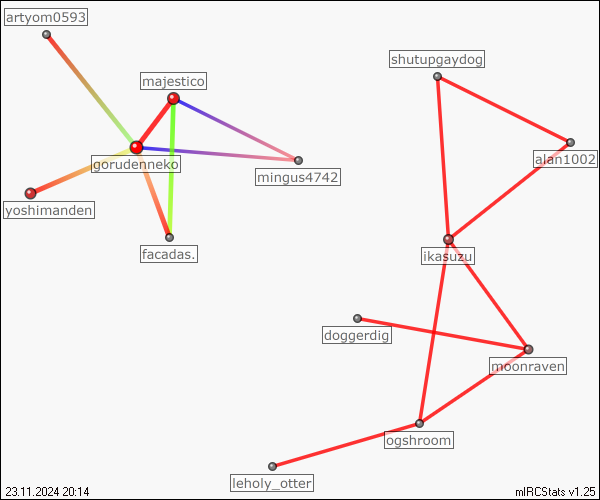 artyom0593
shutupgaydog
majestico
alan1002
gorudenneko
mingus4742
yoshimanden
facadas.
ikasuzu
doggerdig
moonraven
ogshroom
leholy_otter
23.11.2024 20:14
mIRCStats v1.25